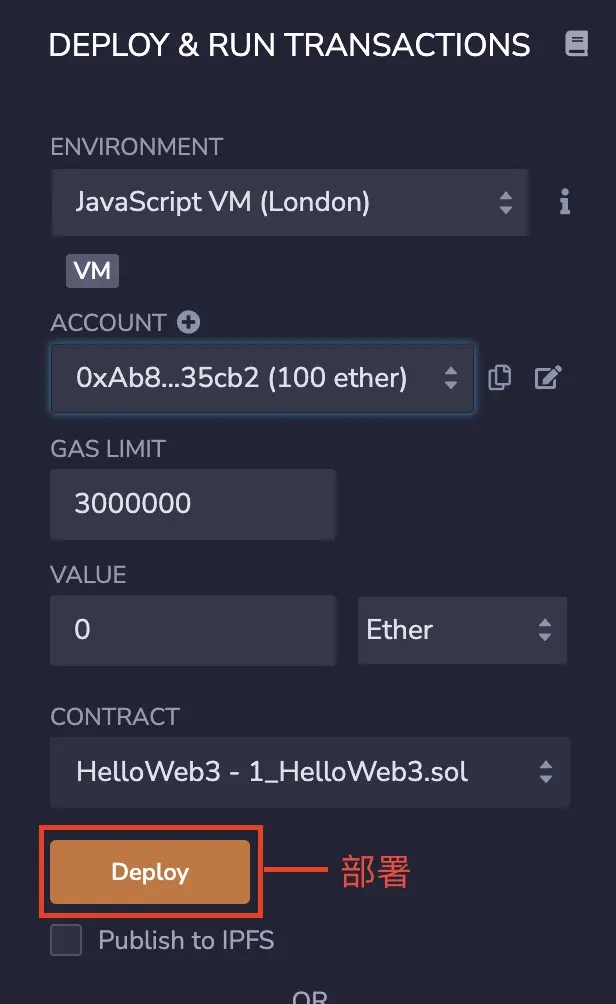 DEPLOY & RUN TRANSACTIONS
ENVIRONMENT
JavaScript VM (London)
VM
ACCOUNT
0xAb8...35cb2 (100 ether)
GAS LIMIT
3000000
VALUE
0 Ether
CONTRACT
HelloWeb3 - 1_HelloWeb3.sol
Deploy 部署
Publish to IPFS
OR